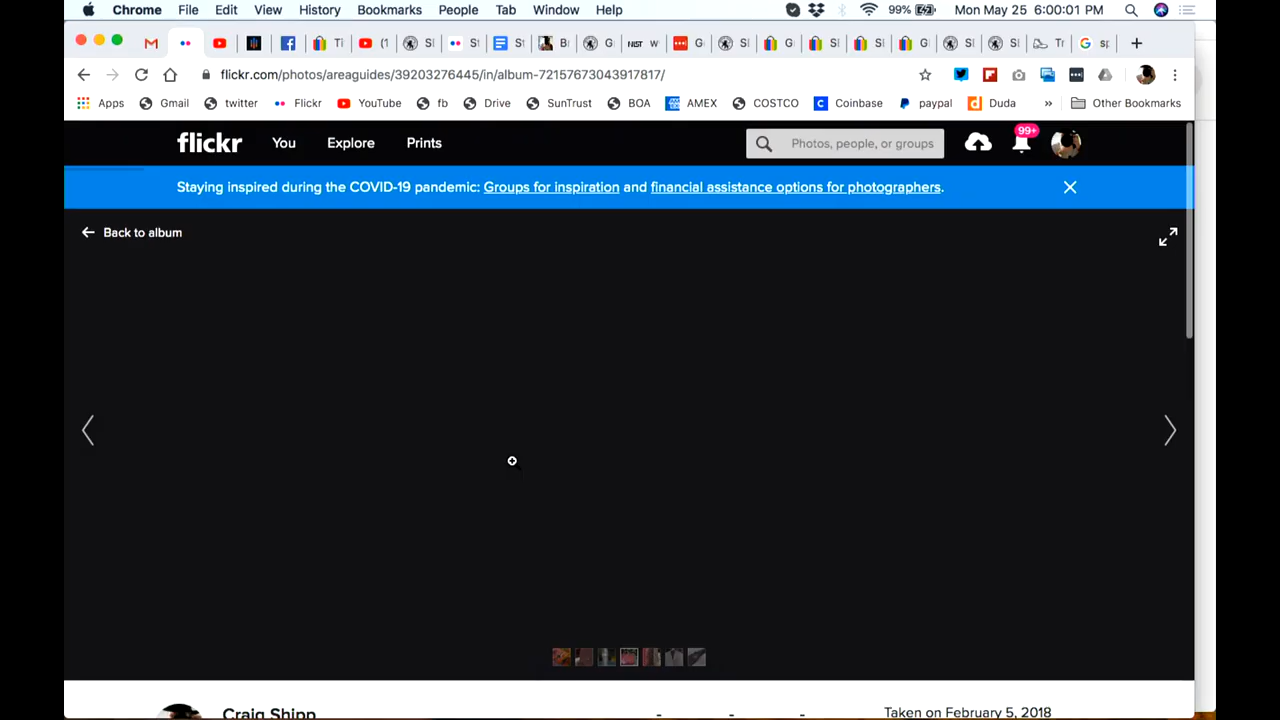 Chrome File Edit View History Bookmarks People Tab Window Help 99% Mon May 25 6:00:01 PM
flickr.com/photos/areaguides/39203276445/in/album-72157673043917817/
Apps Gmail twitter Flickr YouTube fb Drive SunTrust BOA AMEX COSTCO Coinbase paypal Duda » Other Bookmarks
flickr You Explore Prints Photos, people, or groups 99+
Staying inspired during the COVID-19 pandemic: Groups for inspiration and financial assistance options for photographers.
Back to album
Craig Shipp
Taken on February 5, 2018